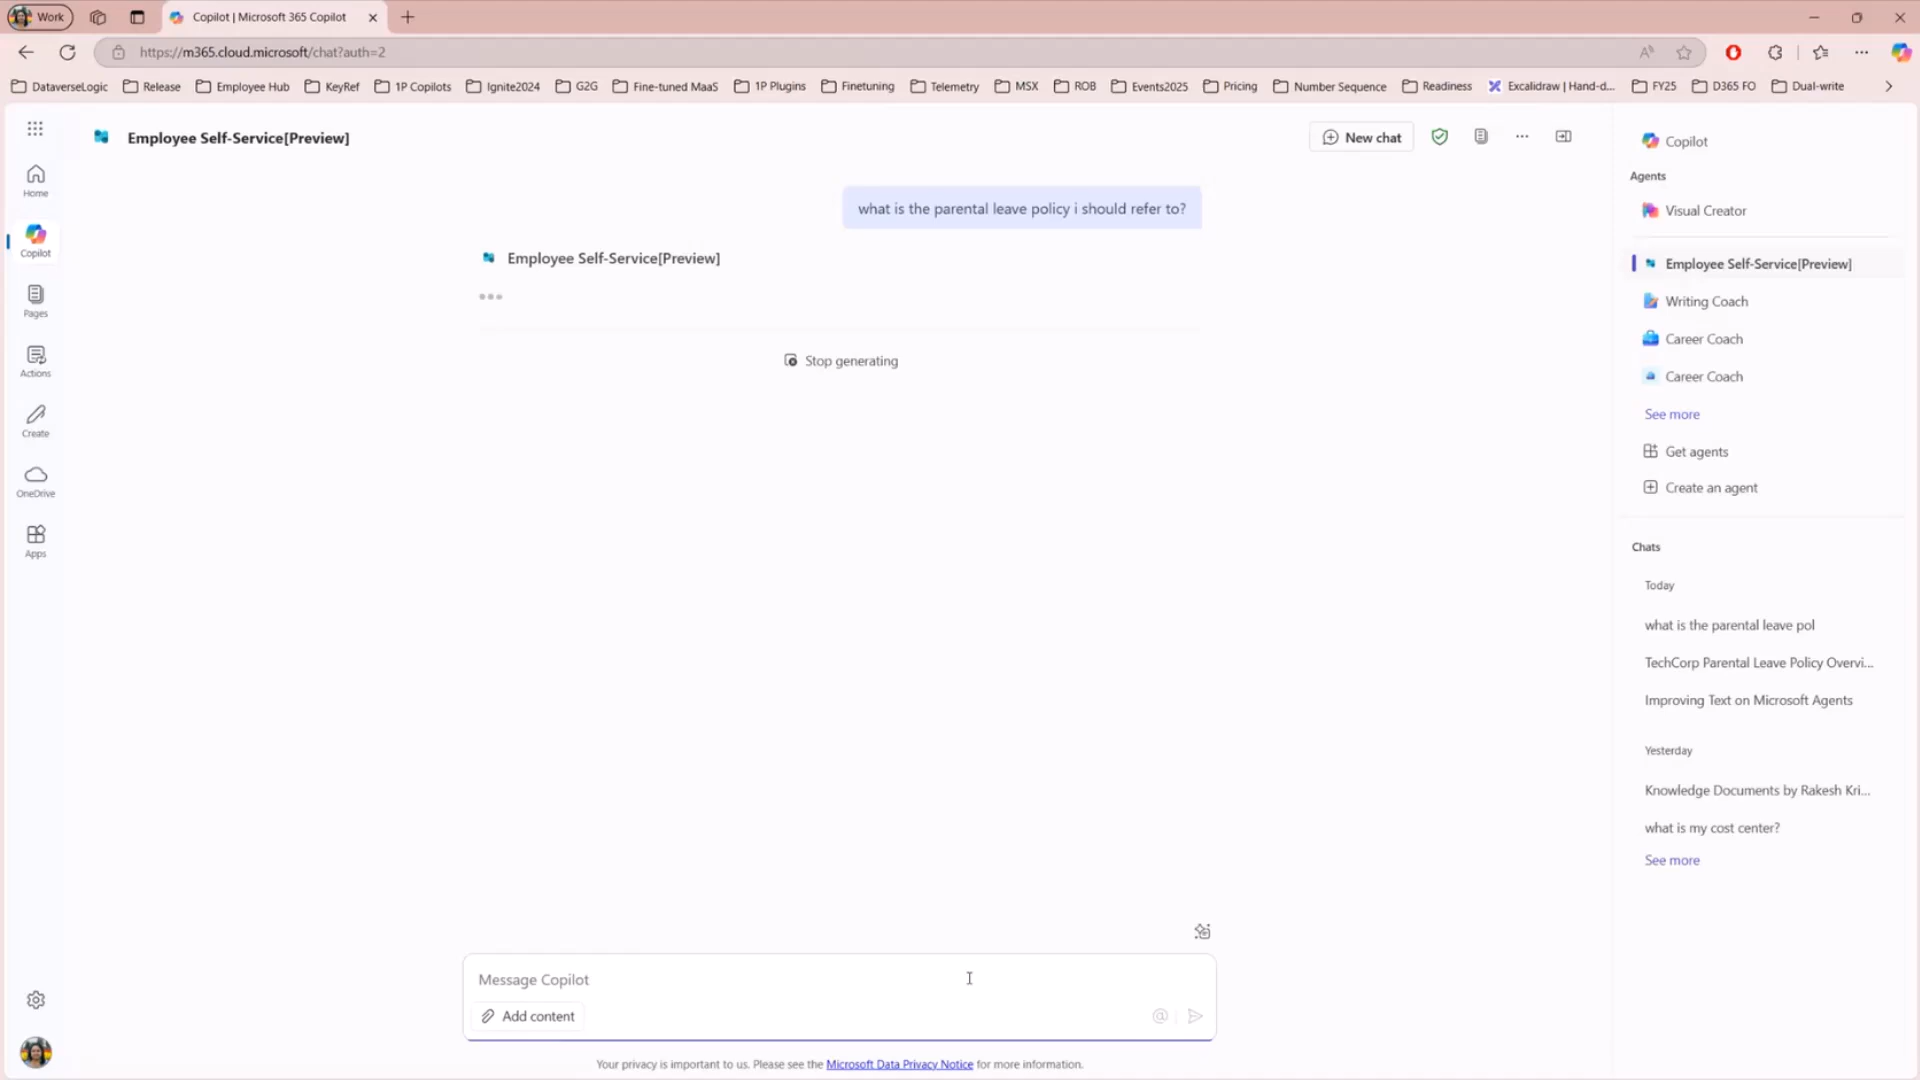 Work
Copilot | Microsoft 365 Copilot
https://m365.cloud.microsoft/chat?auth=2
DataverseLogic
Release
Employee Hub
KeyRef
1P Copilots
Ignite2024
G2G
Fine-tuned MaaS
1P Plugins
Finetuning
Telemetry
MSX
ROB
Events2025
Pricing
Number Sequence
Readiness
Excalidraw | Hand-d...
FY25
D365 FO
Dual-write
Home
Copilot
Pages
Actions
Create
OneDrive
Apps
Employee Self-Service[Preview]
New chat
what is the parental leave policy i should refer to?
Employee Self-Service[Preview]
Stop generating
Message Copilot
Add content
Your privacy is important to us. Please see the Microsoft Data Privacy Notice for more information.
Copilot
Agents
Visual Creator
Employee Self-Service[Preview]
Writing Coach
Career Coach
Career Coach
See more
Get agents
Create an agent
Chats
Today
what is the parental leave pol
TechCorp Parental Leave Policy Overvi...
Improving Text on Microsoft Agents
Yesterday
Knowledge Documents by Rakesh Kri...
what is my cost center?
See more